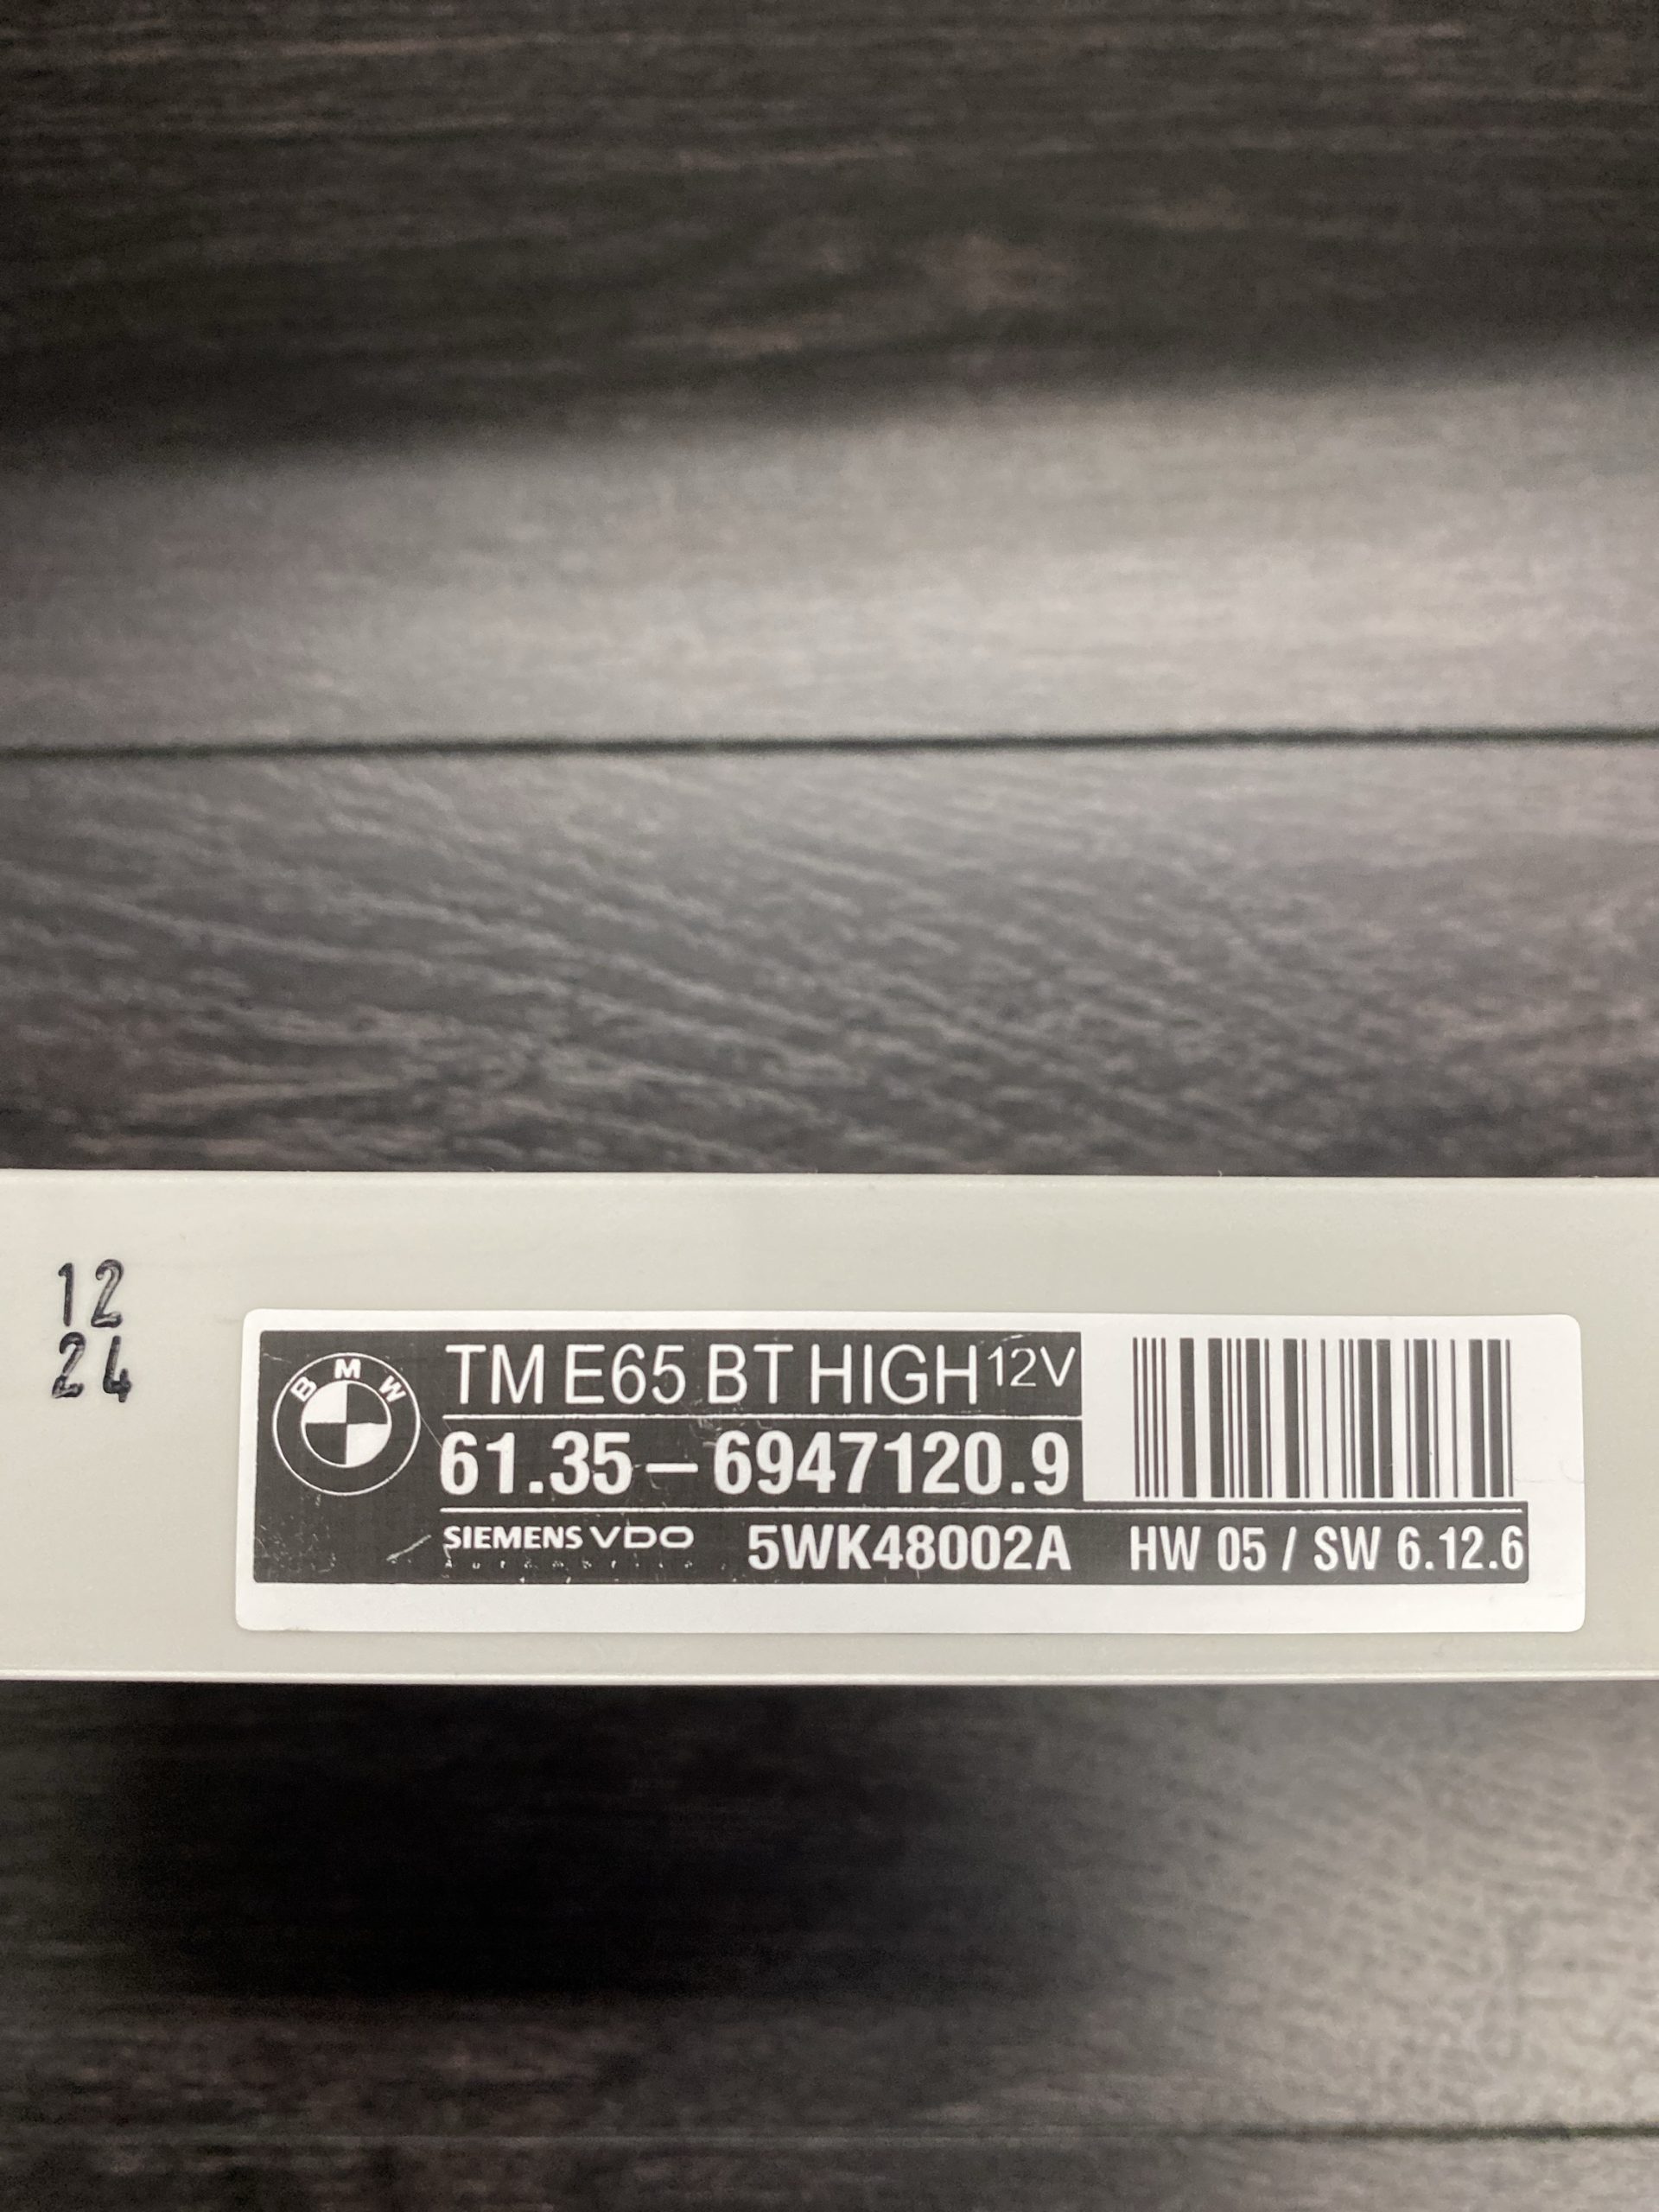 12
24
BMW
TM E65 BT HIGH 12V
61.35 – 6947120.9
SIEMENS VDO
Automotive
5WK48002A
HW 05 / SW 6.12.6